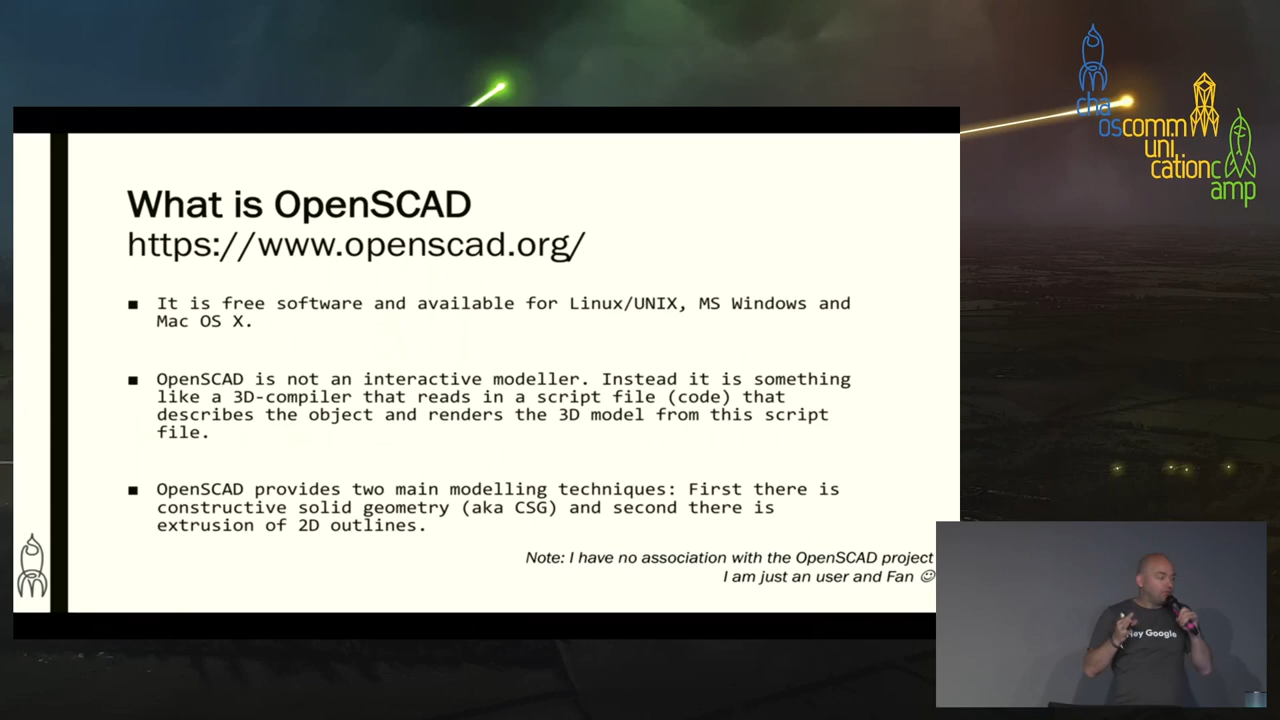 What is OpenSCAD
https://www.openscad.org/
■ It is free software and available for Linux/UNIX, MS Windows and
Mac OS X.
■ OpenSCAD is not an interactive modeller. Instead it is something
like a 3D-compiler that reads in a script file (code) that
describes the object and renders the 3D model from this script
file.
■ OpenSCAD provides two main modelling techniques: First there is
constructive solid geometry (aka CSG) and second there is
extrusion of 2D outlines.
Note: I have no association with the OpenSCAD project
I am just an user and Fan ☺
cha
oscomm
uni
cationc
amp
Hey Google